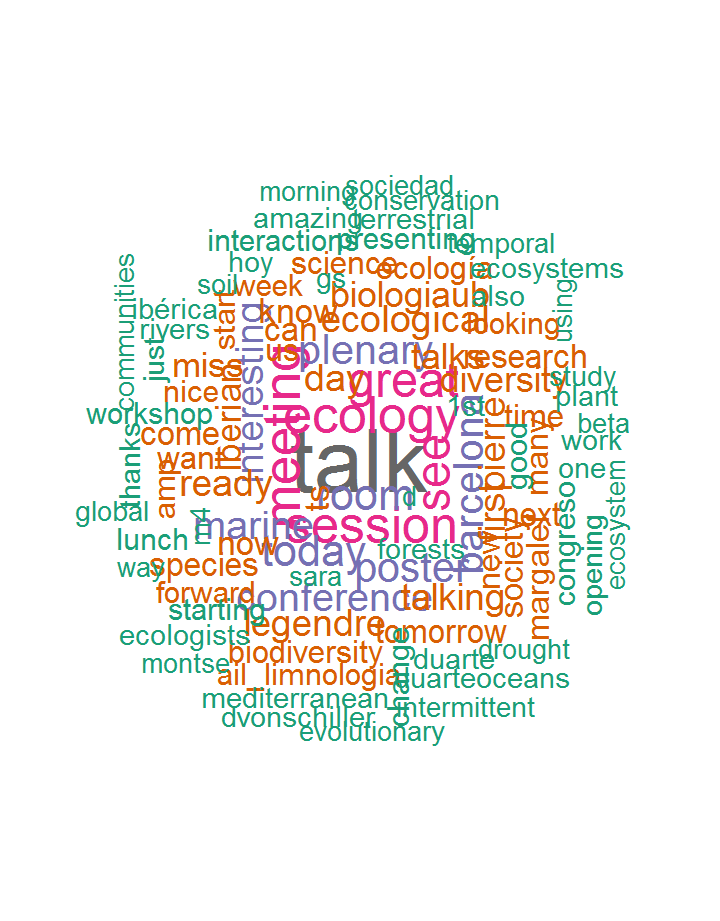 morning
sociedad
conservation
amazing
terrestrial
interactions
presenting
temporal
hoy
science
ecología
ecosystems
soil
week
gs
biologiaub
also
using
communities
ibérica
start
know
ecological
looking
rivers
can
just
interesting
us
plenary
talks
research
miss
day
great
diversity
study
nice
iberian
meeting
ecology
1st
time
plant
workshop
see
barcelona
pierre
beta
come
talk
good
many
work
thanks
want
one
amp
ready
ts
room
d
firs
global
r4
marine
session
next
congreso
ecosystem
lunch
now
today
forests
new
society
margalef
opening
way
species
sara
poster
forward
conference
talking
starting
legendre
tomorrow
ecologists
biodiversity
change
duarte
drought
montse
ail_limnologia
duarteoceans
mediterranean
dvonschiller
intermittent
evolutionary